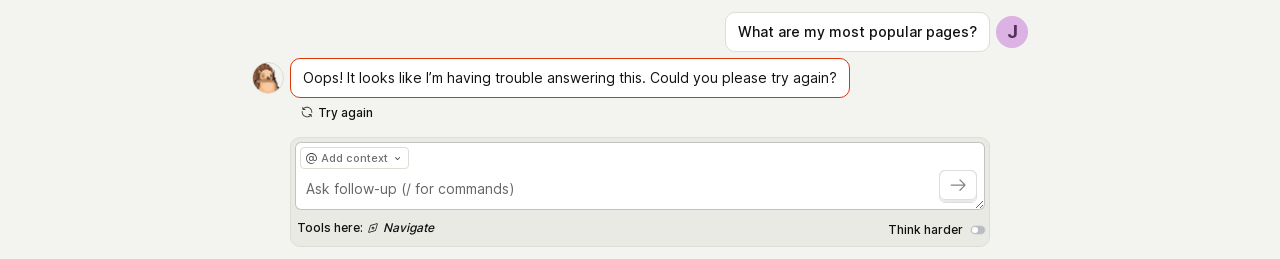 What are my most popular pages?
J
Oops! It looks like I’m having trouble answering this. Could you please try again?
Try again
@ Add context
Ask follow-up (/ for commands)
Tools here: Navigate
Think harder